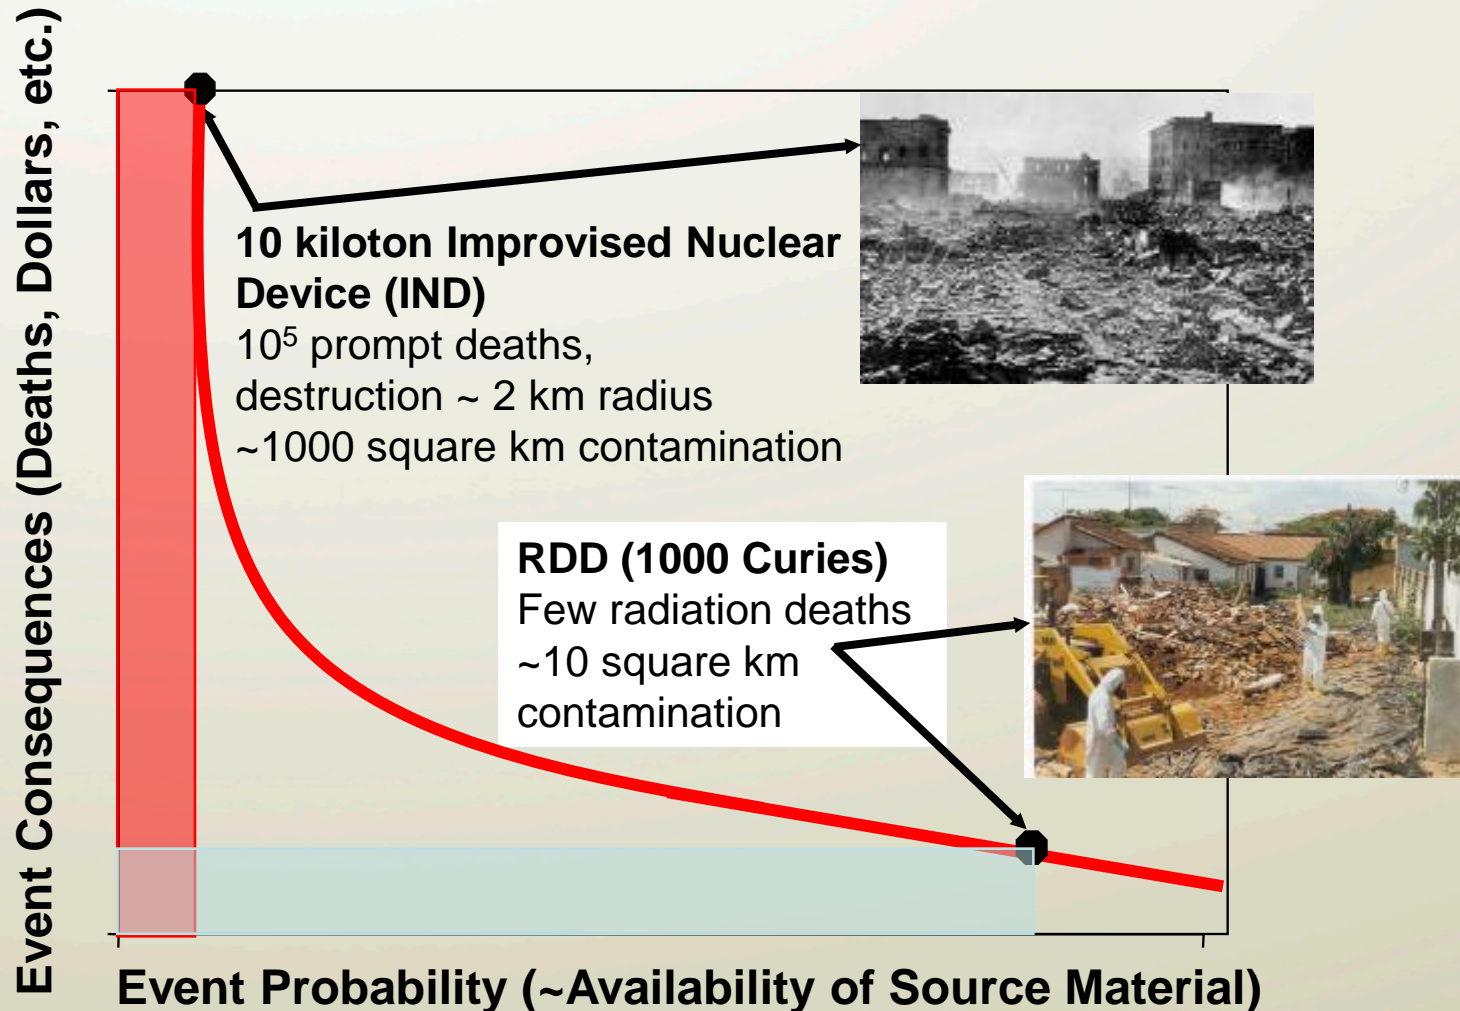 Event Consequences (Deaths, Dollars, etc.)
10 kiloton Improvised Nuclear
Device (IND)
10⁵ prompt deaths,
destruction ~ 2 km radius
~1000 square km contamination
RDD (1000 Curies)
Few radiation deaths
~10 square km
contamination
Event Probability (~Availability of Source Material)